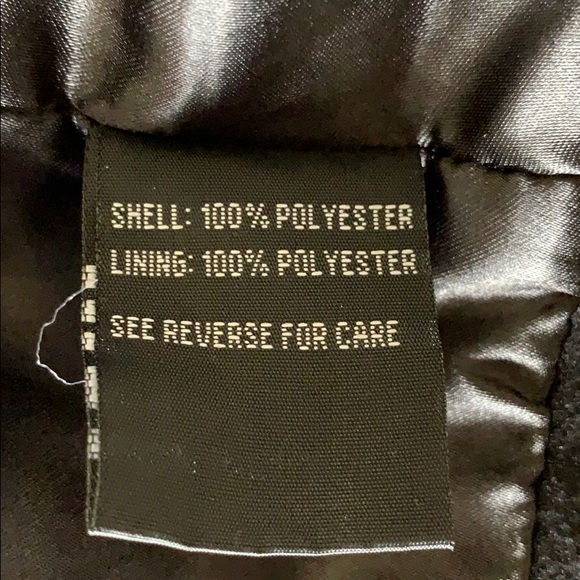 SHELL: 100% POLYESTER
LINING: 100% POLYESTER
SEE REVERSE FOR CARE